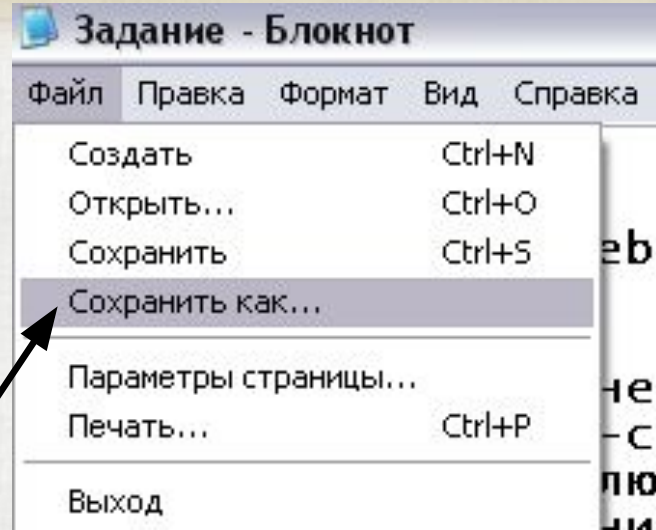 Задание - Блокнот
Файл Правка Формат Вид Справка
Создать Ctrl+N
Открыть... Ctrl+O
Сохранить Ctrl+S
Сохранить как...
Параметры страницы...
Печать... Ctrl+P
Выход